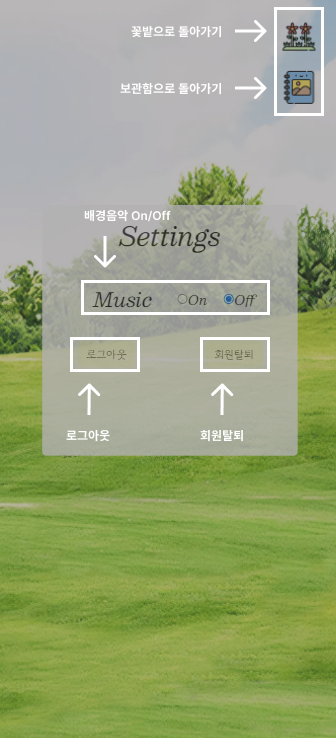 꽃밭으로 돌아가기
보관함으로 돌아가기
배경음악 On/Off
Settings
Music On Off
로그아웃 회원탈퇴
로그아웃 회원탈퇴